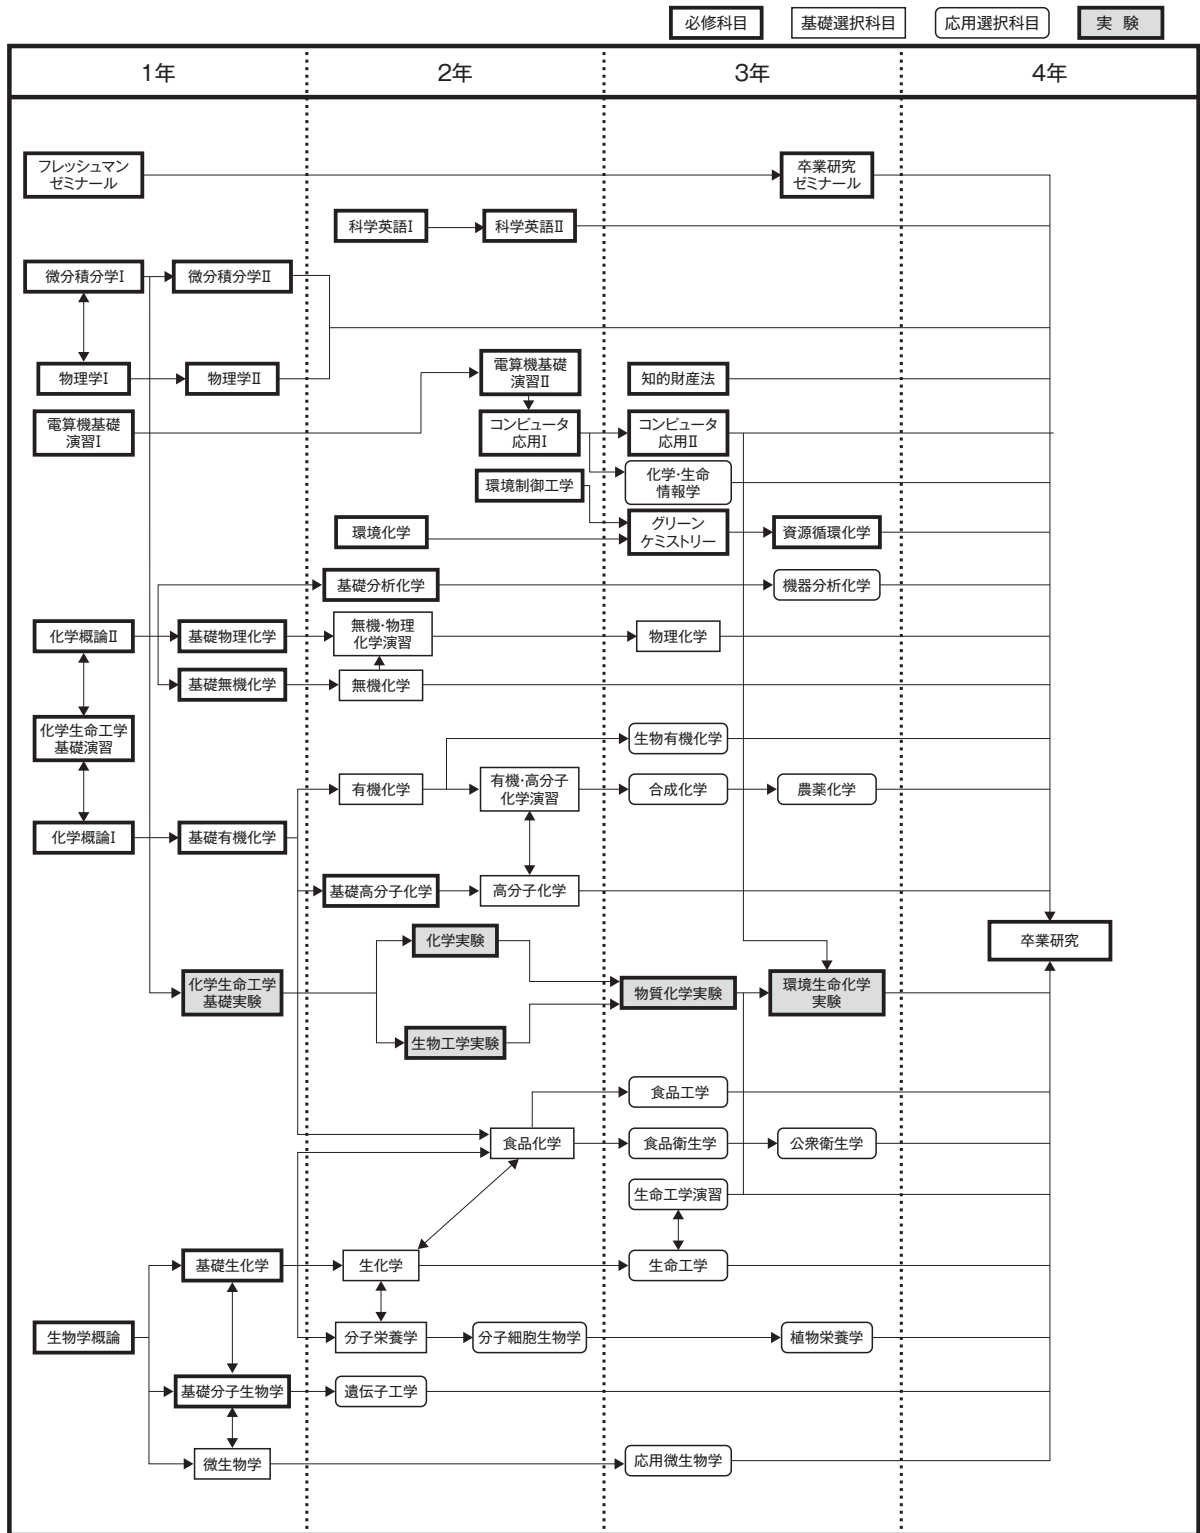 必修科目
基礎選択科目
応用選択科目
実 験
1年
2年
3年
4年
フレッシュマン
ゼミナール
卒業研究
ゼミナール
科学英語Ⅰ
科学英語Ⅱ
微分積分学Ⅰ
微分積分学Ⅱ
物理学Ⅰ
物理学Ⅱ
電算機基礎
演習Ⅱ
知的財産法
電算機基礎
演習Ⅰ
コンピュータ
応用Ⅰ
コンピュータ
応用Ⅱ
化学・生命
情報学
環境制御工学
環境化学
グリーン
ケミストリー
資源循環化学
基礎分析化学
機器分析化学
化学概論Ⅱ
基礎物理化学
無機・物理
化学演習
物理化学
基礎無機化学
無機化学
化学生命工学
基礎演習
生物有機化学
有機化学
有機・高分子
化学演習
合成化学
農薬化学
化学概論Ⅰ
基礎有機化学
基礎高分子化学
高分子化学
化学実験
卒業研究
化学生命工学
基礎実験
物質化学実験
環境生命化学
実験
生物工学実験
食品工学
食品化学
食品衛生学
公衆衛生学
生命工学演習
基礎生化学
生化学
生命工学
生物学概論
分子栄養学
分子細胞生物学
植物栄養学
基礎分子生物学
遺伝子工学
微生物学
応用微生物学